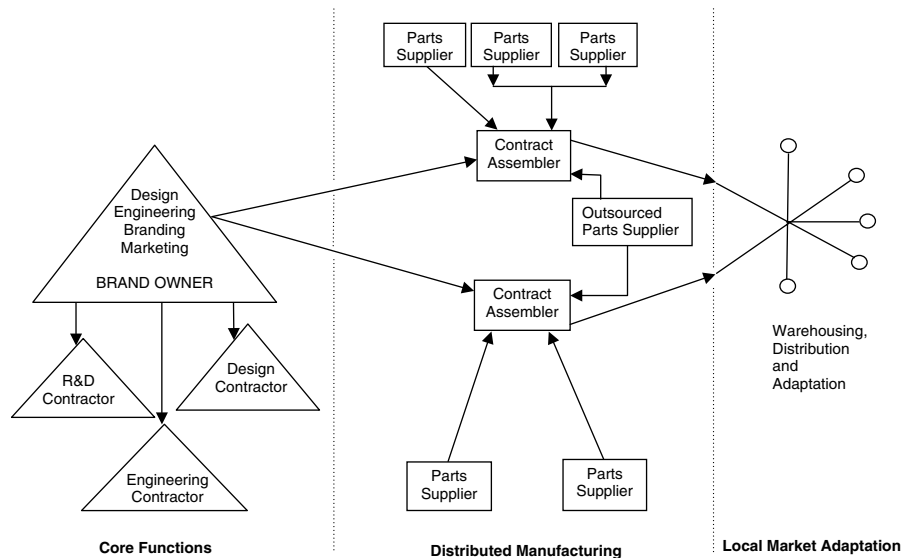 Design
Engineering
Branding
Marketing
BRAND OWNER
R&D
Contractor
Design
Contractor
Engineering
Contractor
Core Functions
Parts
Supplier
Parts
Supplier
Parts
Supplier
Contract
Assembler
Outsourced
Parts Supplier
Contract
Assembler
Parts
Supplier
Parts
Supplier
Distributed Manufacturing
Warehousing,
Distribution
and
Adaptation
Local Market Adaptation